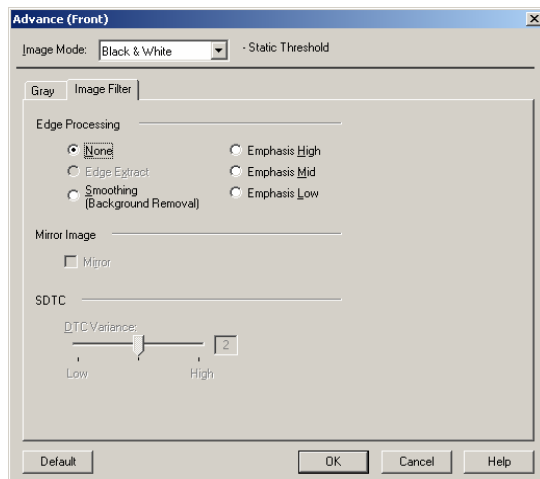 Advance (Front)
Image Mode: Black & White - Static Threshold
Gray Image Filter
Edge Processing
None Emphasis High
Edge Extract Emphasis Mid
Smoothing
(Background Removal) Emphasis Low
Mirror Image
Mirror
SDTC
DTC Variance:
2
Low High
Default OK Cancel Help